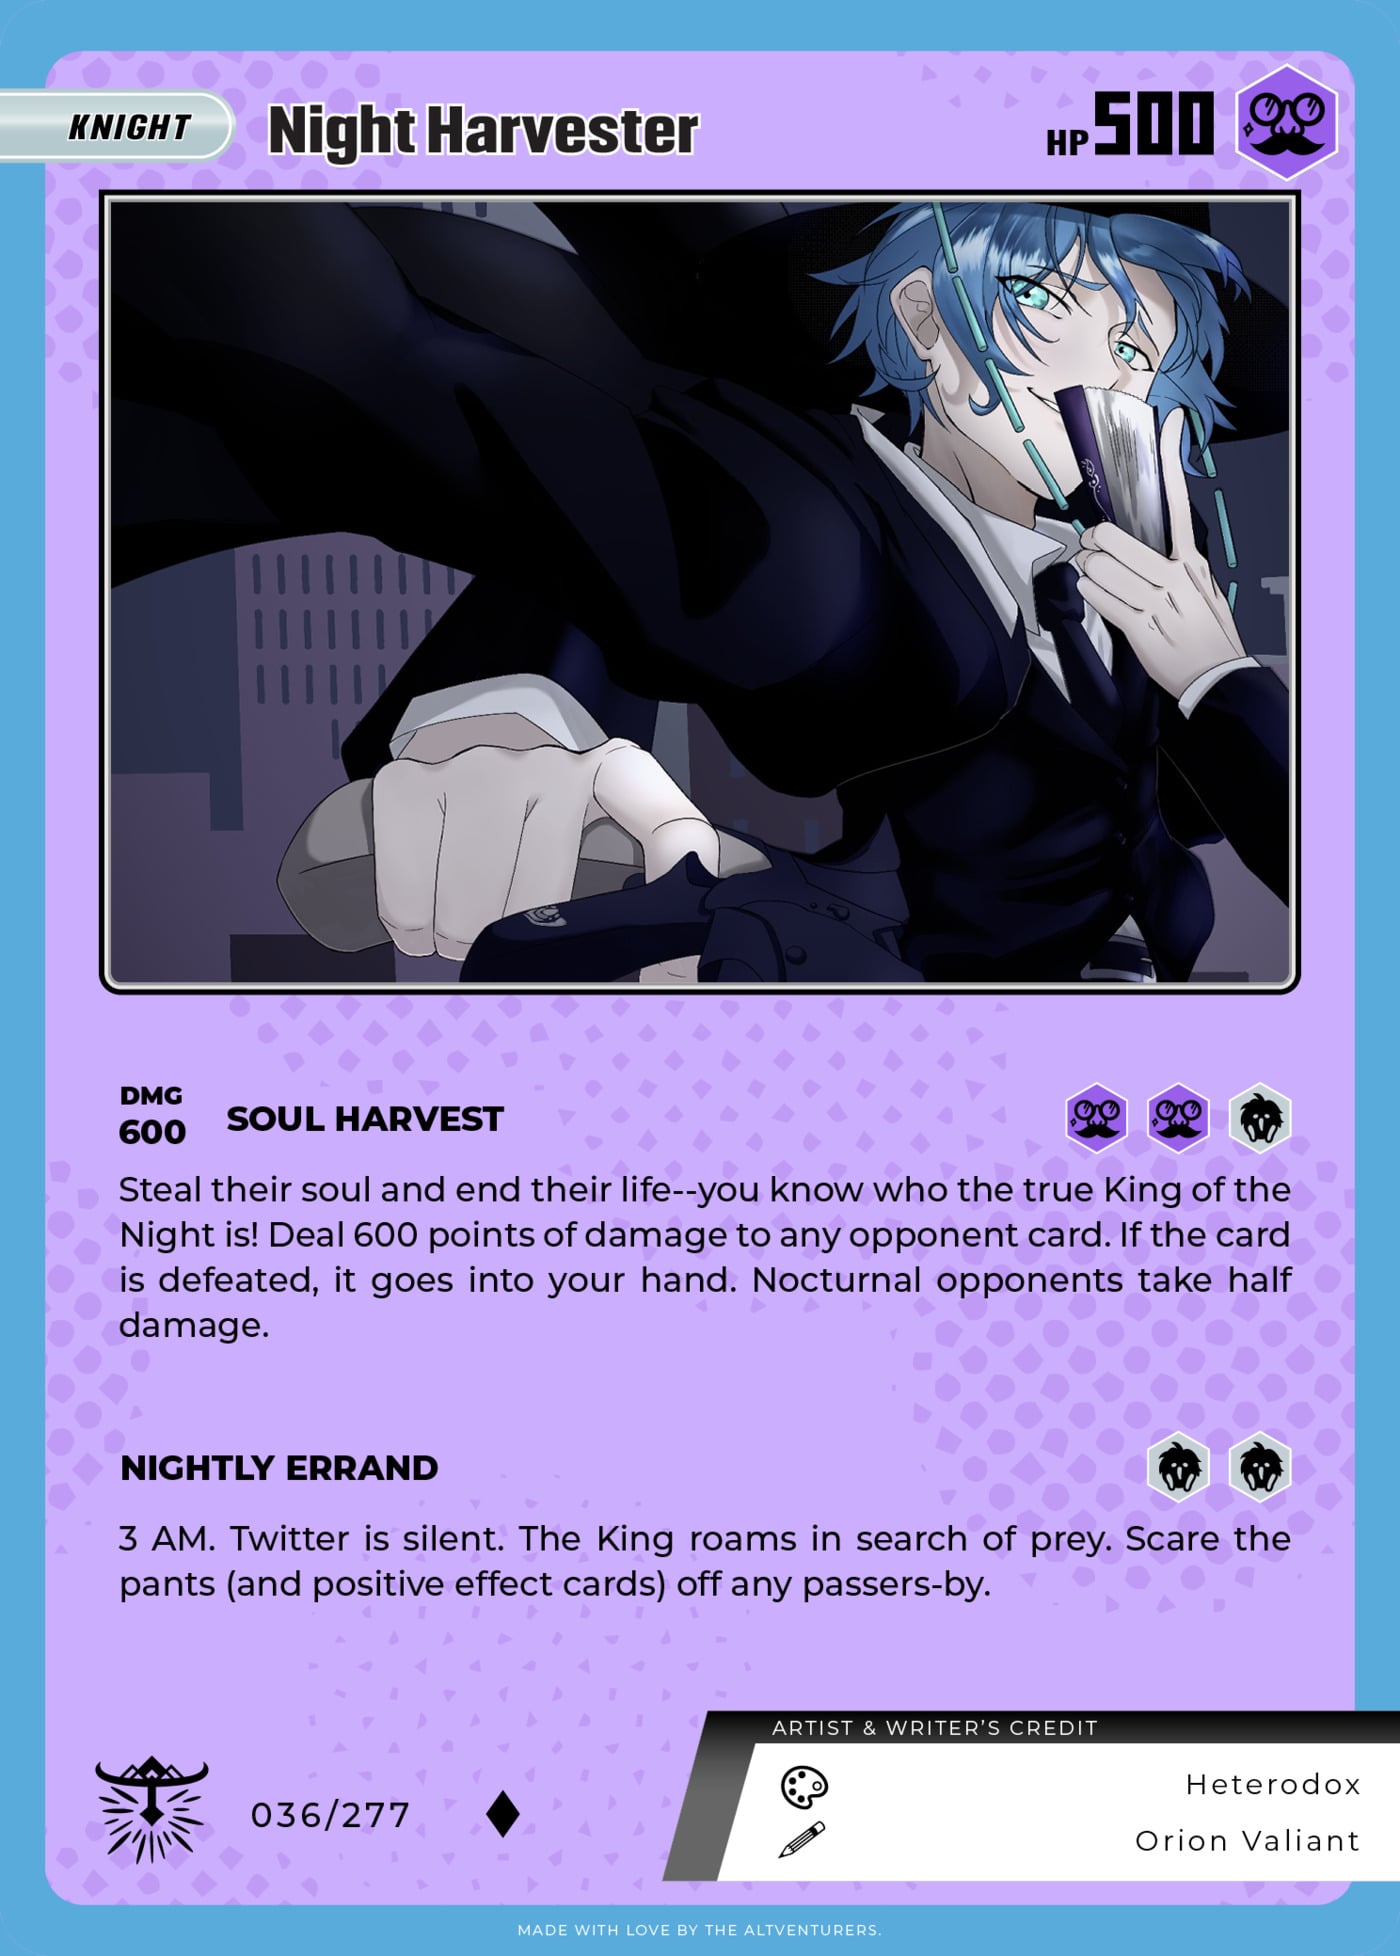 KNIGHT
Night Harvester
HP 500
DMG
600
SOUL HARVEST
Steal their soul and end their life--you know who the true King of the
Night is! Deal 600 points of damage to any opponent card. If the card
is defeated, it goes into your hand. Nocturnal opponents take half
damage.
NIGHTLY ERRAND
3 AM. Twitter is silent. The King roams in search of prey. Scare the
pants (and positive effect cards) off any passers-by.
ARTIST & WRITER'S CREDIT
Heterodox
Orion Valiant
036/277
MADE WITH LOVE BY THE ALTVENTURERS.